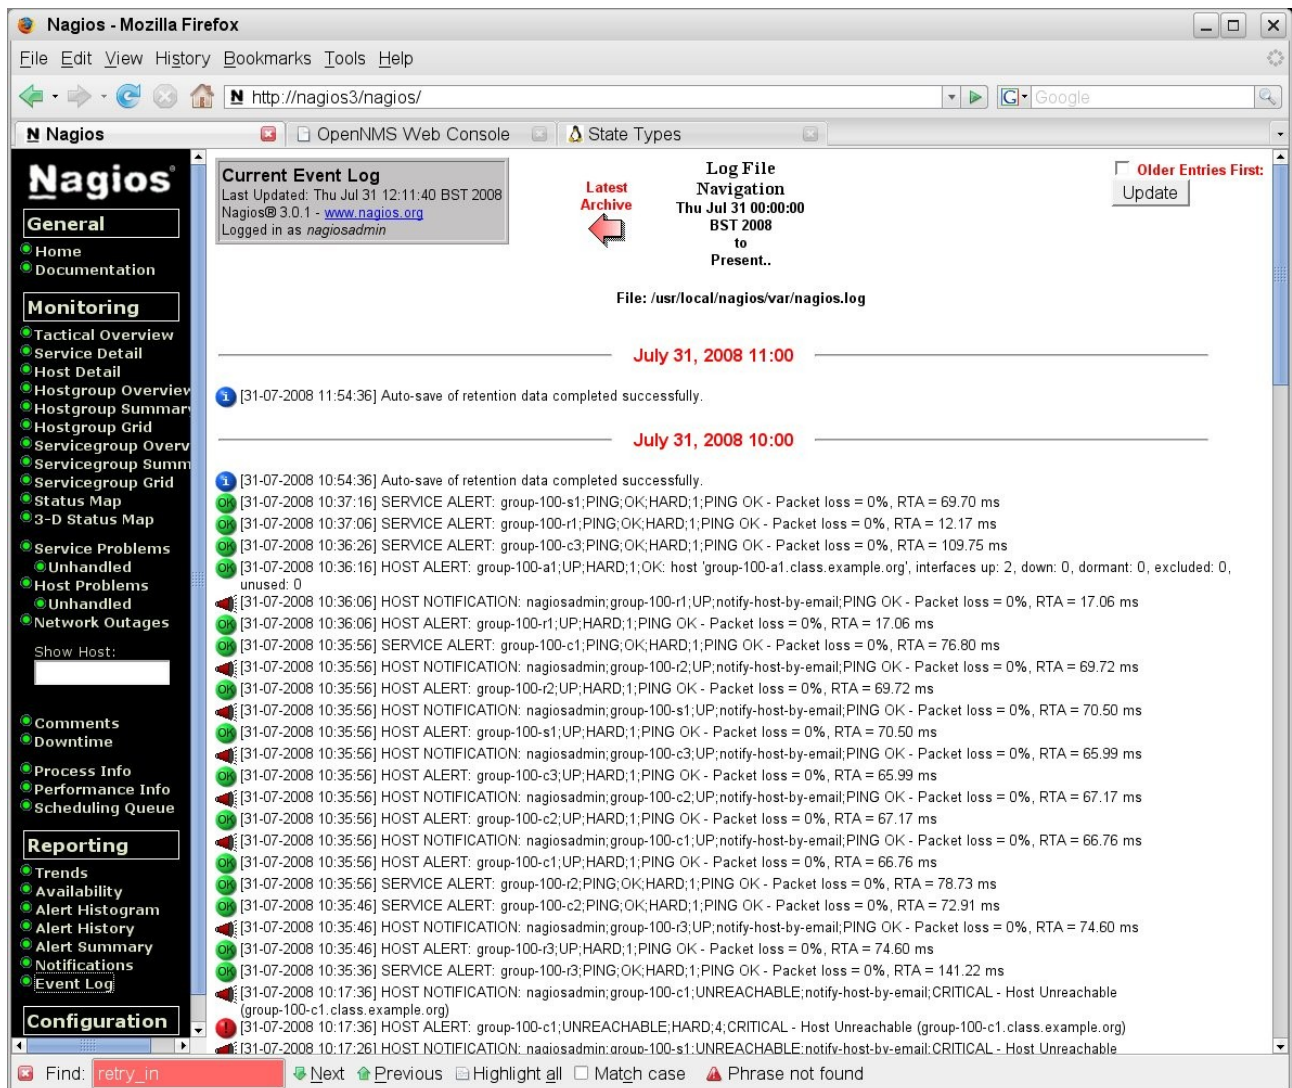 Nagios - Mozilla Firefox
File Edit View History Bookmarks Tools Help
http://nagios3/nagios/
Google
Nagios
OpenNMS Web Console
State Types
Nagios®
General
Home
Documentation
Monitoring
Tactical Overview
Service Detail
Host Detail
Hostgroup Overview
Hostgroup Summar
Hostgroup Grid
Servicegroup Overv
Servicegroup Summ
Servicegroup Grid
Status Map
3-D Status Map
Service Problems
Unhandled
Host Problems
Unhandled
Network Outages
Show Host:
Comments
Downtime
Process Info
Performance Info
Scheduling Queue
Reporting
Trends
Availability
Alert Histogram
Alert History
Alert Summary
Notifications
Event Log
Configuration
Current Event Log
Last Updated: Thu Jul 31 12:11:40 BST 2008
Nagios® 3.0.1 - www.nagios.org
Logged in as nagiosadmin
Latest
Archive
Log File
Navigation
Thu Jul 31 00:00:00
BST 2008
to
Present..
Older Entries First:
Update
File: /usr/local/nagios/var/nagios.log
July 31, 2008 11:00
[31-07-2008 11:54:36] Auto-save of retention data completed successfully.
July 31, 2008 10:00
[31-07-2008 10:54:36] Auto-save of retention data completed successfully.
OK [31-07-2008 10:37:16] SERVICE ALERT: group-100-s1;PING;OK;HARD;1;PING OK - Packet loss = 0%, RTA = 69.70 ms
OK [31-07-2008 10:37:06] SERVICE ALERT: group-100-r1;PING;OK;HARD;1;PING OK - Packet loss = 0%, RTA = 12.17 ms
OK [31-07-2008 10:36:26] SERVICE ALERT: group-100-c3;PING;OK;HARD;1;PING OK - Packet loss = 0%, RTA = 109.75 ms
OK [31-07-2008 10:36:16] HOST ALERT: group-100-a1;UP;HARD;1;OK: host 'group-100-a1.class.example.org', interfaces up: 2, down: 0, dormant: 0, excluded: 0,
unused: 0
[31-07-2008 10:36:06] HOST NOTIFICATION: nagiosadmin;group-100-r1;UP;notify-host-by-email;PING OK - Packet loss = 0%, RTA = 17.06 ms
OK [31-07-2008 10:36:06] HOST ALERT: group-100-r1;UP;HARD;1;PING OK - Packet loss = 0%, RTA = 17.06 ms
OK [31-07-2008 10:35:56] SERVICE ALERT: group-100-c1;PING;OK;HARD;1;PING OK - Packet loss = 0%, RTA = 76.80 ms
[31-07-2008 10:35:56] HOST NOTIFICATION: nagiosadmin;group-100-r2;UP;notify-host-by-email;PING OK - Packet loss = 0%, RTA = 69.72 ms
OK [31-07-2008 10:35:56] HOST ALERT: group-100-r2;UP;HARD;1;PING OK - Packet loss = 0%, RTA = 69.72 ms
[31-07-2008 10:35:56] HOST NOTIFICATION: nagiosadmin;group-100-s1;UP;notify-host-by-email;PING OK - Packet loss = 0%, RTA = 70.50 ms
OK [31-07-2008 10:35:56] HOST ALERT: group-100-s1;UP;HARD;1;PING OK - Packet loss = 0%, RTA = 70.50 ms
[31-07-2008 10:35:56] HOST NOTIFICATION: nagiosadmin;group-100-c3;UP;notify-host-by-email;PING OK - Packet loss = 0%, RTA = 65.99 ms
OK [31-07-2008 10:35:56] HOST ALERT: group-100-c3;UP;HARD;1;PING OK - Packet loss = 0%, RTA = 65.99 ms
[31-07-2008 10:35:56] HOST NOTIFICATION: nagiosadmin;group-100-c2;UP;notify-host-by-email;PING OK - Packet loss = 0%, RTA = 67.17 ms
OK [31-07-2008 10:35:56] HOST ALERT: group-100-c2;UP;HARD;1;PING OK - Packet loss = 0%, RTA = 67.17 ms
[31-07-2008 10:35:56] HOST NOTIFICATION: nagiosadmin;group-100-c1;UP;notify-host-by-email;PING OK - Packet loss = 0%, RTA = 66.76 ms
OK [31-07-2008 10:35:56] HOST ALERT: group-100-c1;UP;HARD;1;PING OK - Packet loss = 0%, RTA = 66.76 ms
OK [31-07-2008 10:35:56] SERVICE ALERT: group-100-r2;PING;OK;HARD;1;PING OK - Packet loss = 0%, RTA = 78.73 ms
OK [31-07-2008 10:35:46] SERVICE ALERT: group-100-c2;PING;OK;HARD;1;PING OK - Packet loss = 0%, RTA = 72.91 ms
[31-07-2008 10:35:46] HOST NOTIFICATION: nagiosadmin;group-100-r3;UP;notify-host-by-email;PING OK - Packet loss = 0%, RTA = 74.60 ms
OK [31-07-2008 10:35:46] HOST ALERT: group-100-r3;UP;HARD;1;PING OK - Packet loss = 0%, RTA = 74.60 ms
OK [31-07-2008 10:35:36] SERVICE ALERT: group-100-r3;PING;OK;HARD;1;PING OK - Packet loss = 0%, RTA = 141.22 ms
[31-07-2008 10:17:36] HOST NOTIFICATION: nagiosadmin;group-100-c1;UNREACHABLE;notify-host-by-email;CRITICAL - Host Unreachable
(group-100-c1.class.example.org)
[31-07-2008 10:17:36] HOST ALERT: group-100-c1;UNREACHABLE;HARD;4;CRITICAL - Host Unreachable (group-100-c1.class.example.org)
[31-07-2008 10:17:26] HOST NOTIFICATION: nagiosadmin;group-100-s1;UNREACHABLE;notify-host-by-email;CRITICAL - Host Unreachable
Find: retry_in Next Previous Highlight all Match case Phrase not found